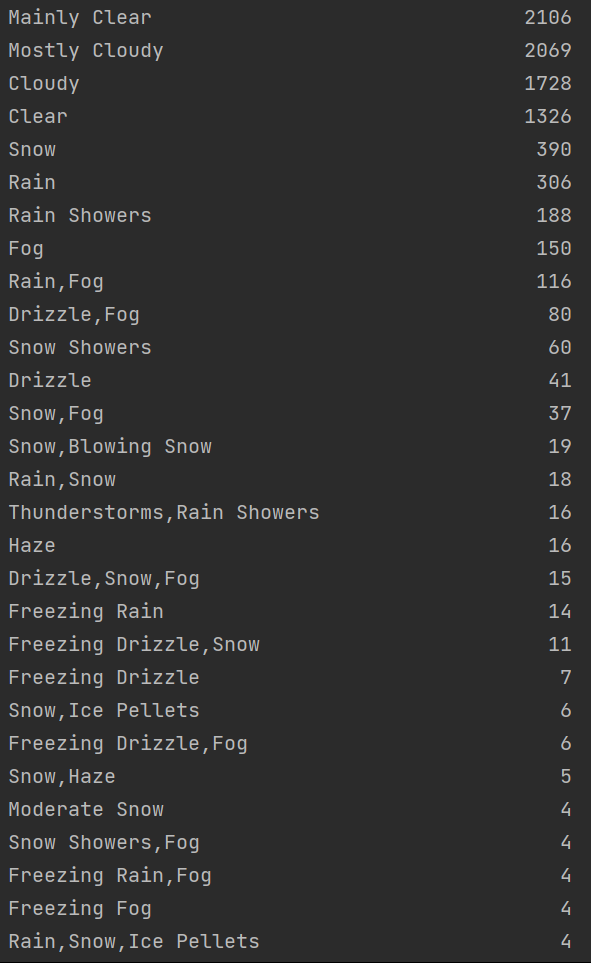 Mainly Clear 2106
Mostly Cloudy 2069
Cloudy 1728
Clear 1326
Snow 390
Rain 306
Rain Showers 188
Fog 150
Rain,Fog 116
Drizzle,Fog 80
Snow Showers 60
Drizzle 41
Snow,Fog 37
Snow,Blowing Snow 19
Rain,Snow 18
Thunderstorms,Rain Showers 16
Haze 16
Drizzle,Snow,Fog 15
Freezing Rain 14
Freezing Drizzle,Snow 11
Freezing Drizzle 7
Snow,Ice Pellets 6
Freezing Drizzle,Fog 6
Snow,Haze 5
Moderate Snow 4
Snow Showers,Fog 4
Freezing Rain,Fog 4
Freezing Fog 4
Rain,Snow,Ice Pellets 4